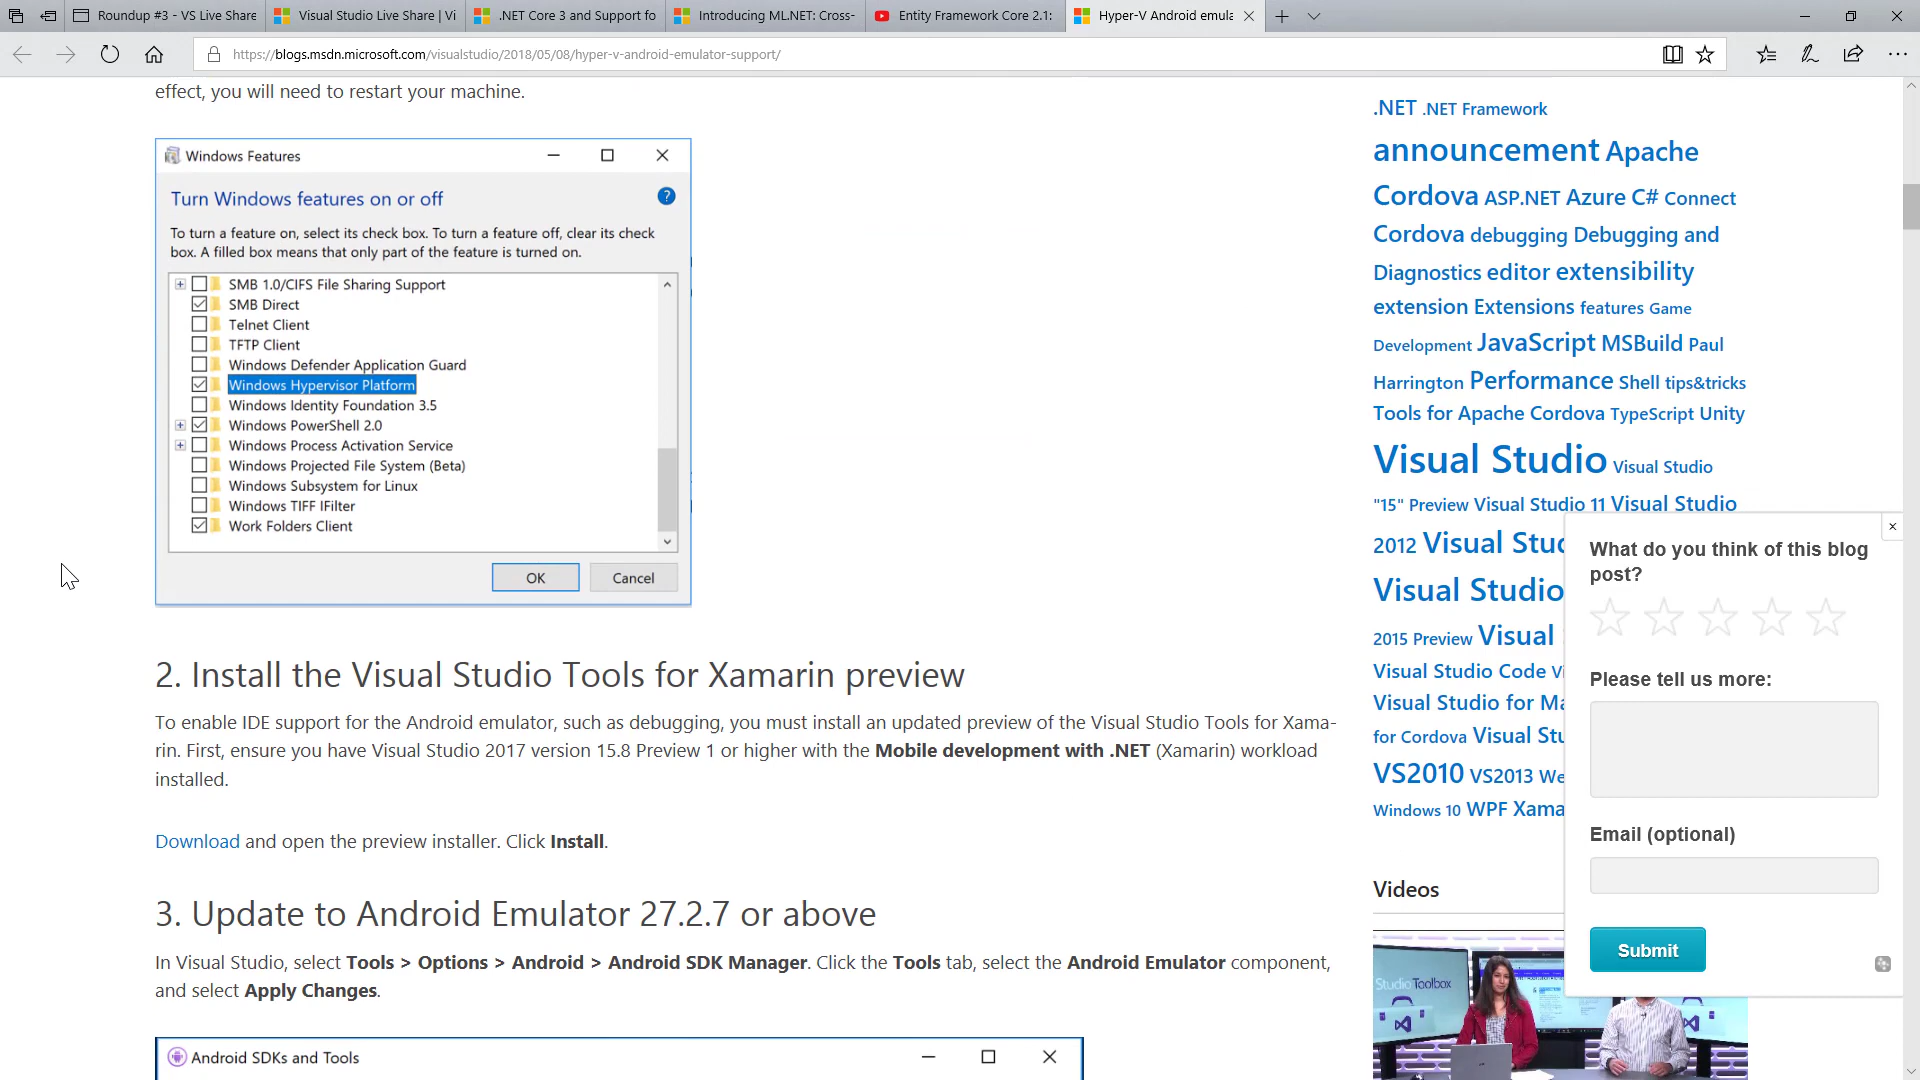 Roundup #3 - VS Live Share
Visual Studio Live Share | Vi
.NET Core 3 and Support fo
Introducing ML.NET: Cross-
Entity Framework Core 2.1:
Hyper-V Android emula
https://blogs.msdn.microsoft.com/visualstudio/2018/05/08/hyper-v-android-emulator-support/
effect, you will need to restart your machine.
Windows Features
Turn Windows features on or off
?
To turn a feature on, select its check box. To turn a feature off, clear its check
box. A filled box means that only part of the feature is turned on.
SMB 1.0/CIFS File Sharing Support
SMB Direct
Telnet Client
TFTP Client
Windows Defender Application Guard
Windows Hypervisor Platform
Windows Identity Foundation 3.5
Windows PowerShell 2.0
Windows Process Activation Service
Windows Projected File System (Beta)
Windows Subsystem for Linux
Windows TIFF IFilter
Work Folders Client
OK
Cancel
2. Install the Visual Studio Tools for Xamarin preview
To enable IDE support for the Android emulator, such as debugging, you must install an updated preview of the Visual Studio Tools for Xama-
rin. First, ensure you have Visual Studio 2017 version 15.8 Preview 1 or higher with the Mobile development with .NET (Xamarin) workload
installed.
Download and open the preview installer. Click Install.
3. Update to Android Emulator 27.2.7 or above
In Visual Studio, select Tools > Options > Android > Android SDK Manager. Click the Tools tab, select the Android Emulator component,
and select Apply Changes.
Android SDKs and Tools
.NET .NET Framework
announcement Apache
Cordova ASP.NET Azure C# Connect
Cordova debugging Debugging and
Diagnostics editor extensibility
extension Extensions features Game
Development JavaScript MSBuild Paul
Harrington Performance Shell tips&tricks
Tools for Apache Cordova TypeScript Unity
Visual Studio Visual Studio
"15" Preview Visual Studio 11 Visual Studio
2012 Visual Stuc
Visual Studio
2015 Preview Visual
Visual Studio Code Vi
Visual Studio for Ma
for Cordova Visual Stu
VS2010 VS2013 We
Windows 10 WPF Xama
Videos
Studio Toolbox
What do you think of this blog
post?
Please tell us more:
Email (optional)
Submit